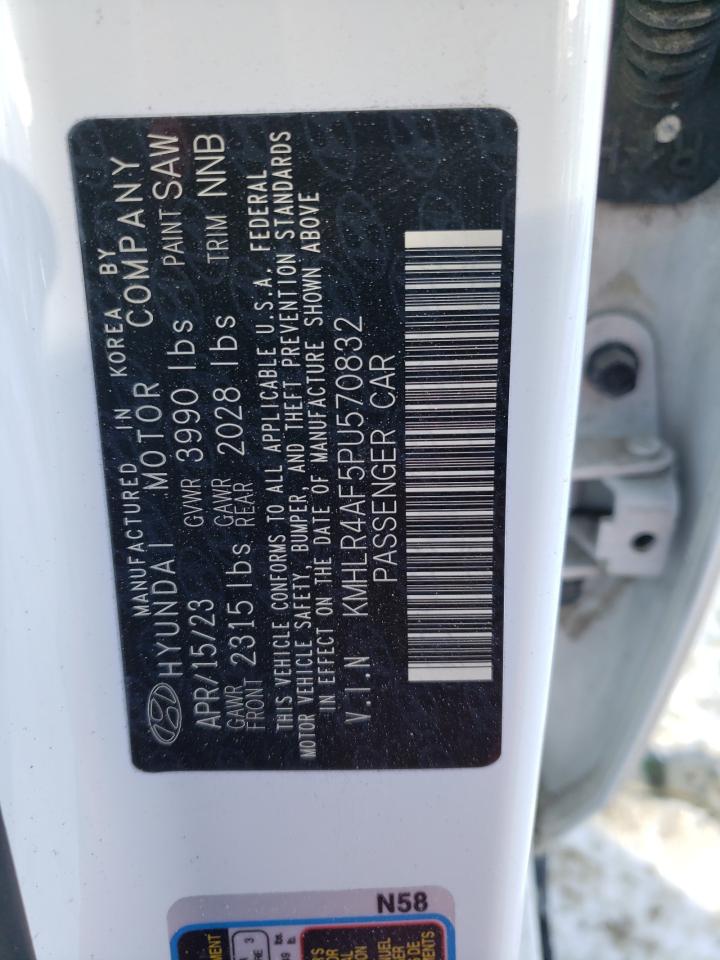 MANUFACTURED IN KOREA BY
HYUNDAI MOTOR COMPANY
APR/15/23 GVWR 3990 lbs PAINT SAW
GAWR FRONT 2315 lbs GAWR REAR 2028 lbs TRIM NNB
THIS VEHICLE CONFORMS TO ALL APPLICABLE U.S.A. FEDERAL
MOTOR VEHICLE SAFETY, BUMPER, AND THEFT PREVENTION STANDARDS
IN EFFECT ON THE DATE OF MANUFACTURE SHOWN ABOVE
V.I.N KMHLR4AF5PU570832
PASSENGER CAR
N58